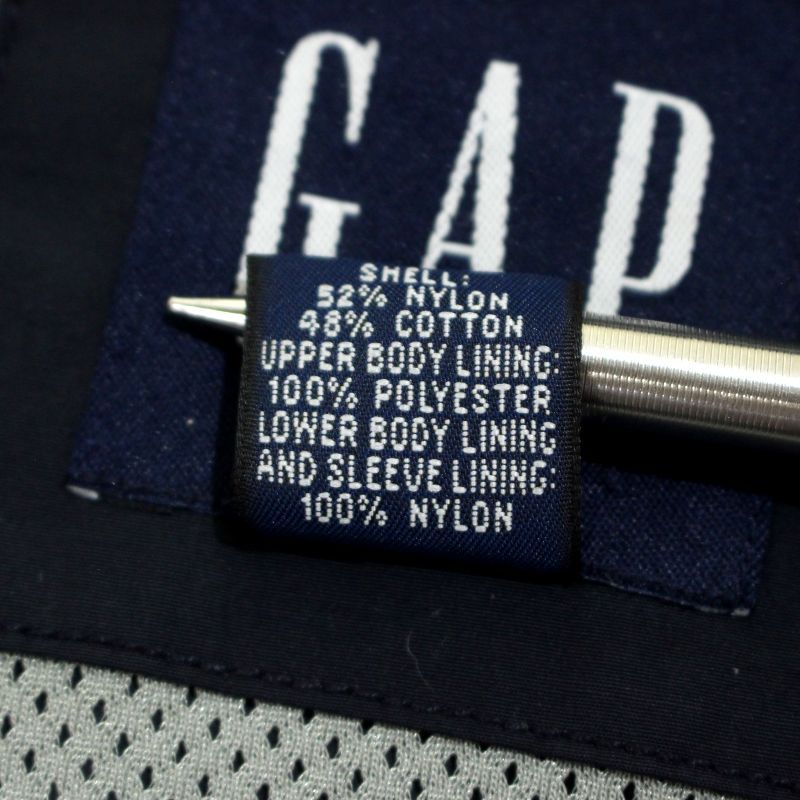 GAP
SHELL:
52% NYLON
48% COTTON
UPPER BODY LINING:
100% POLYESTER
LOWER BODY LINING
AND SLEEVE LINING:
100% NYLON